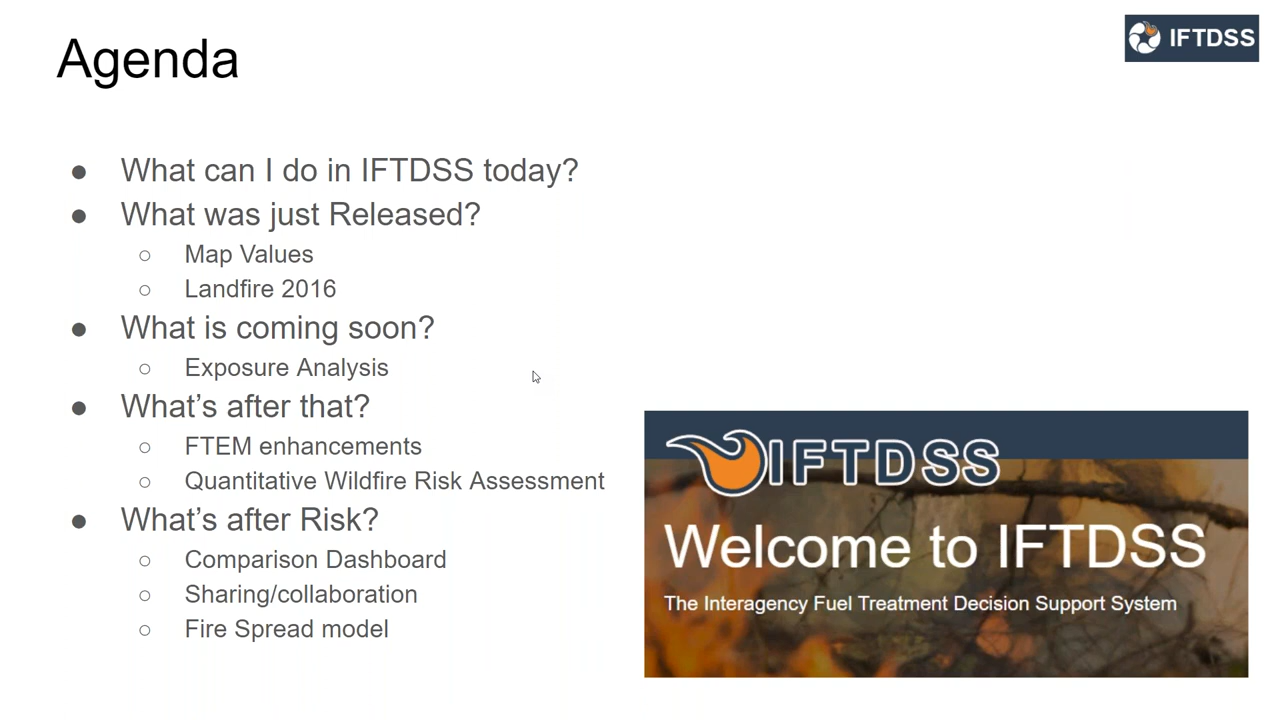 Agenda
IFTDSS
● What can I do in IFTDSS today?
● What was just Released?
○ Map Values
○ Landfire 2016
● What is coming soon?
○ Exposure Analysis
● What’s after that?
○ FTEM enhancements
○ Quantitative Wildfire Risk Assessment
● What’s after Risk?
○ Comparison Dashboard
○ Sharing/collaboration
○ Fire Spread model
IFTDSS
Welcome to IFTDSS
The Interagency Fuel Treatment Decision Support System